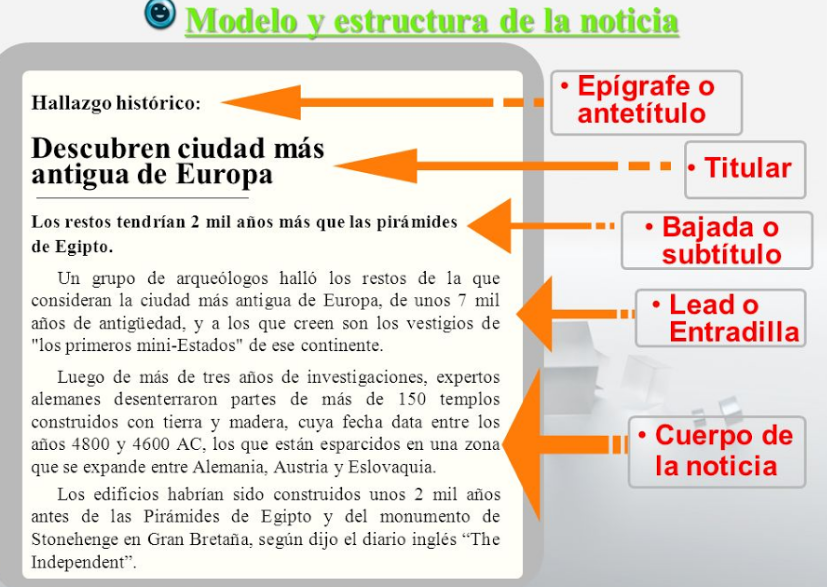 Modelo y estructura de la noticia
Hallazgo histórico:
• Epígrafe o
antetítulo
Descubren ciudad más
antigua de Europa
• Titular
Los restos tendrían 2 mil años más que las pirámides
de Egipto.
• Bajada o
subtítulo
Un grupo de arqueólogos halló los restos de la que
consideran la ciudad más antigua de Europa, de unos 7 mil
años de antigüedad, y a los que creen son los vestigios de
"los primeros mini-Estados" de ese continente.
• Lead o
Entradilla
Luego de más de tres años de investigaciones, expertos
alemanes desenterraron partes de más de 150 templos
construidos con tierra y madera, cuya fecha data entre los
años 4800 y 4600 AC, los que están esparcidos en una zona
que se expande entre Alemania, Austria y Eslovaquia.
Los edificios habrían sido construidos unos 2 mil años
antes de las Pirámides de Egipto y del monumento de
Stonehenge en Gran Bretaña, según dijo el diario inglés “The
Independent”.
• Cuerpo de
la noticia